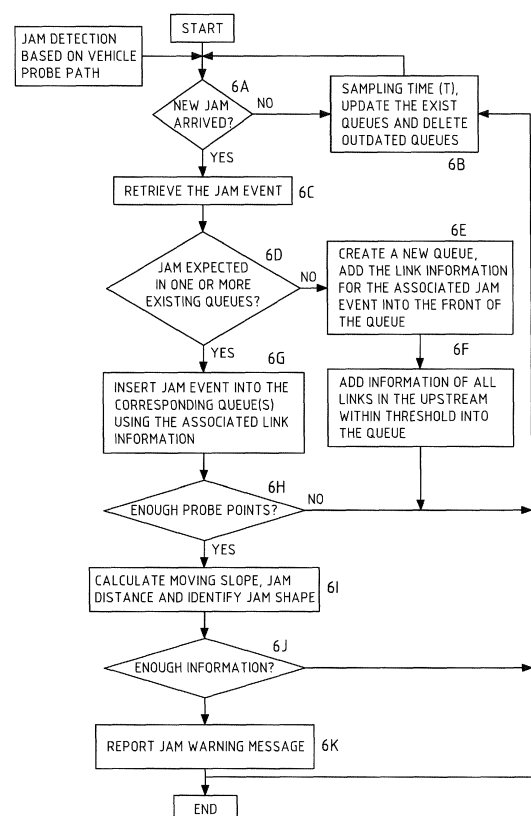 START
JAM DETECTION
BASED ON VEHICLE
PROBE PATH
6A
NEW JAM
ARRIVED?
NO
YES
SAMPLING TIME (T),
UPDATE THE EXIST
QUEUES AND DELETE
OUTDATED QUEUES
6B
RETRIEVE THE JAM EVENT
6C
6D
JAM EXPECTED
IN ONE OR MORE
EXISTING QUEUES?
NO
YES
6E
CREATE A NEW QUEUE,
ADD THE LINK INFORMATION
FOR THE ASSOCIATED JAM
EVENT INTO THE FRONT OF
THE QUEUE
6F
ADD INFORMATION OF ALL
LINKS IN THE UPSTREAM
WITHIN THRESHOLD INTO
THE QUEUE
6G
INSERT JAM EVENT INTO THE
CORRESPONDING QUEUE(S)
USING THE ASSOCIATED LINK
INFORMATION
6H
ENOUGH PROBE POINTS?
NO
YES
CALCULATE MOVING SLOPE, JAM
DISTANCE AND IDENTIFY JAM SHAPE
6I
6J
ENOUGH INFORMATION?
REPORT JAM WARNING MESSAGE
6K
END